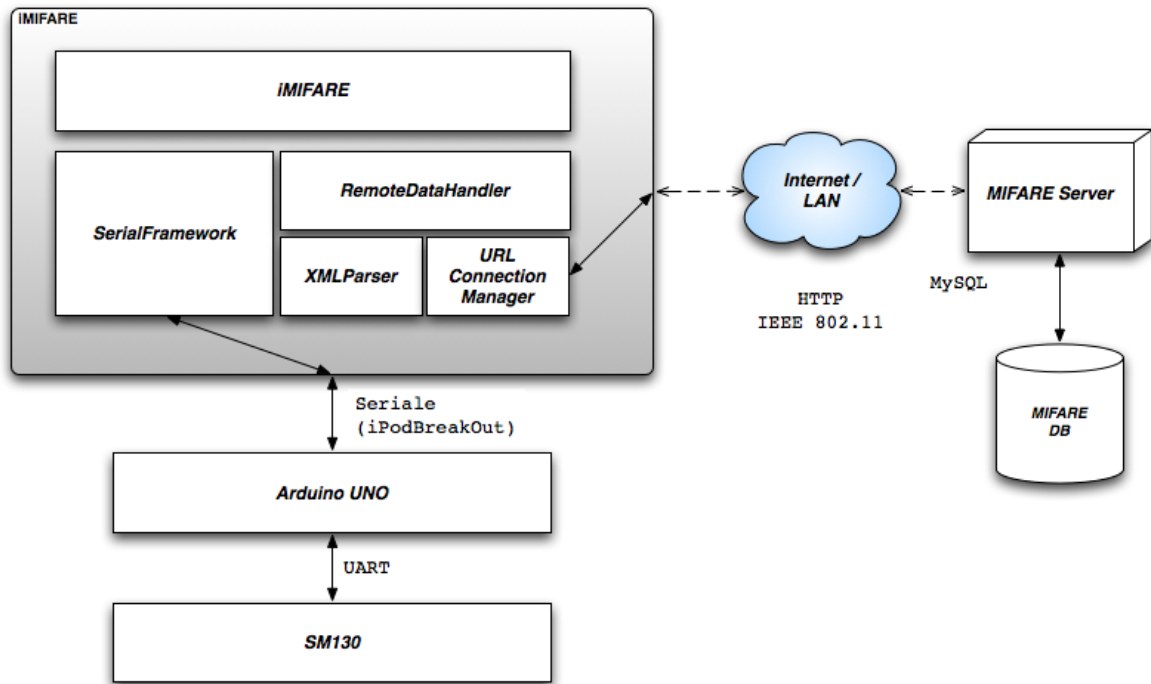 iMIFARE
iMIFARE
SerialFramework
RemoteDataHandler
XMLParser
URL
Connection
Manager
Internet /
LAN
MIFARE Server
HTTP
IEEE 802.11
MySQL
MIFARE
DB
Seriale
(iPodBreakOut)
Arduino UNO
UART
SM130